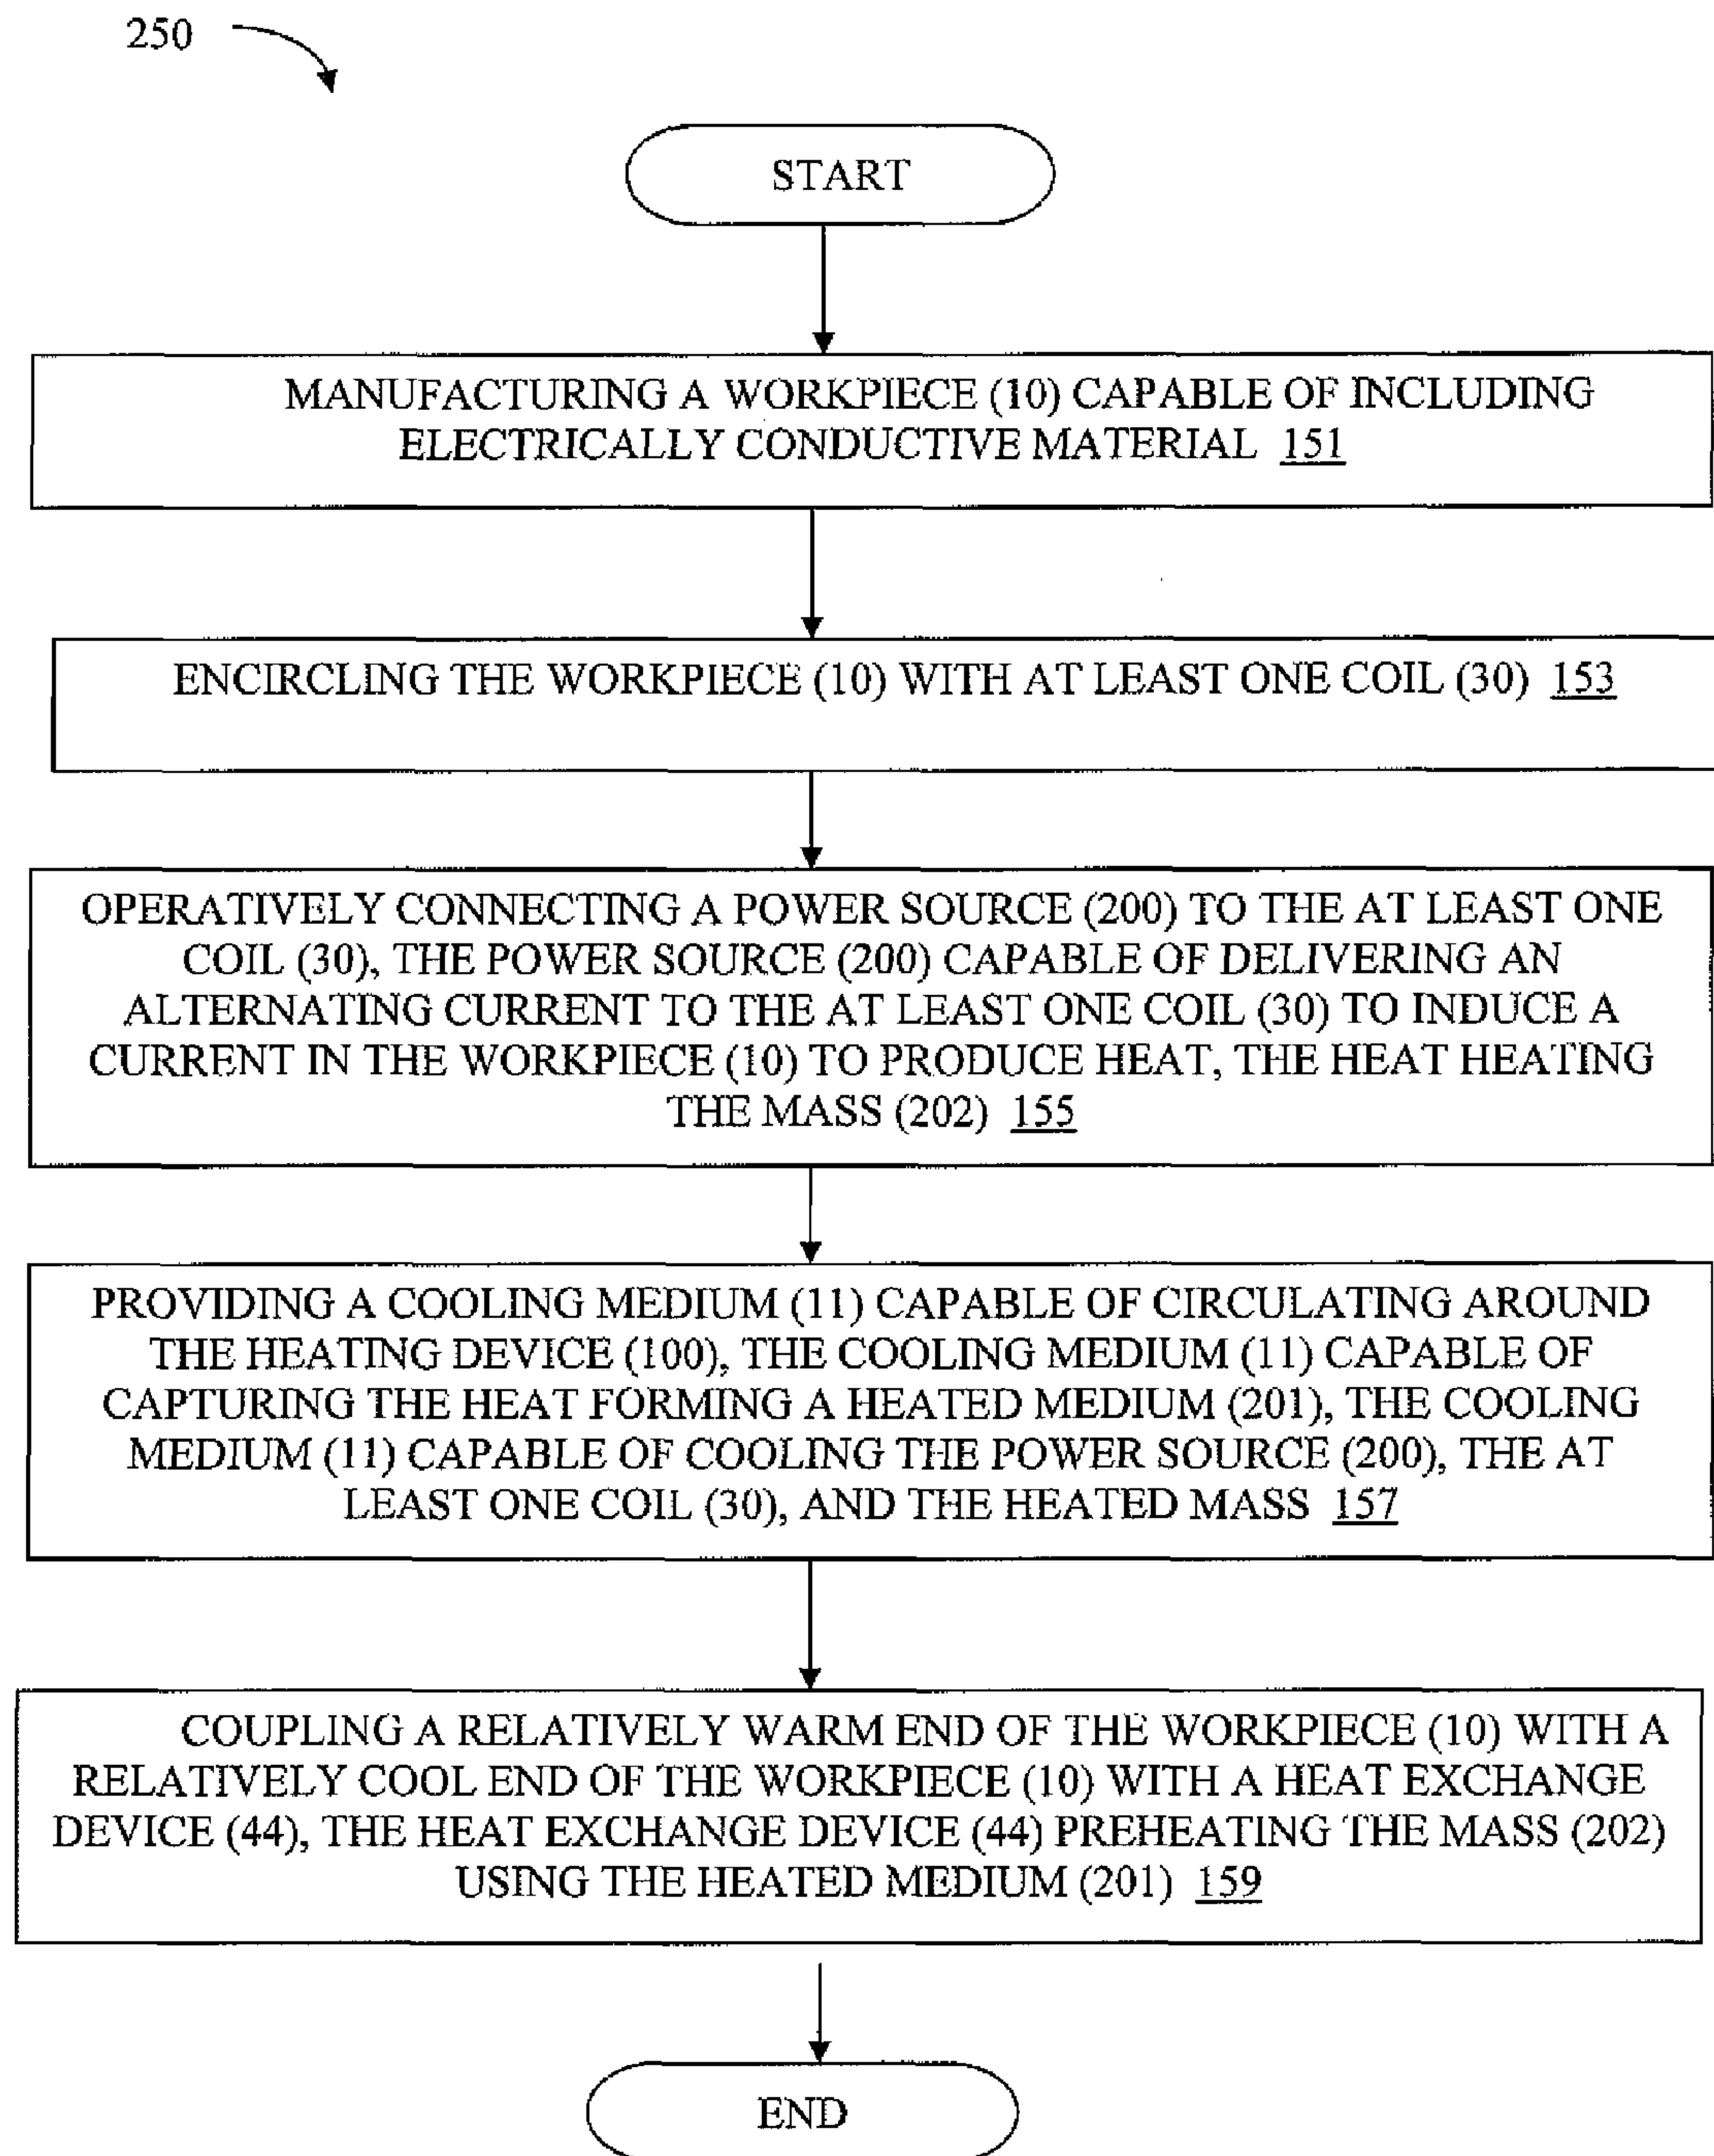 250
START
MANUFACTURING A WORKPIECE (10) CAPABLE OF INCLUDING
ELECTRICALLY CONDUCTIVE MATERIAL 151
ENCIRCLING THE WORKPIECE (10) WITH AT LEAST ONE COIL (30) 153
OPERATIVELY CONNECTING A POWER SOURCE (200) TO THE AT LEAST ONE
COIL (30), THE POWER SOURCE (200) CAPABLE OF DELIVERING AN
ALTERNATING CURRENT TO THE AT LEAST ONE COIL (30) TO INDUCE A
CURRENT IN THE WORKPIECE (10) TO PRODUCE HEAT, THE HEAT HEATING
THE MASS (202) 155
PROVIDING A COOLING MEDIUM (11) CAPABLE OF CIRCULATING AROUND
THE HEATING DEVICE (100), THE COOLING MEDIUM (11) CAPABLE OF
CAPTURING THE HEAT FORMING A HEATED MEDIUM (201), THE COOLING
MEDIUM (11) CAPABLE OF COOLING THE POWER SOURCE (200), THE AT
LEAST ONE COIL (30), AND THE HEATED MASS 157
COUPLING A RELATIVELY WARM END OF THE WORKPIECE (10) WITH A
RELATIVELY COOL END OF THE WORKPIECE (10) WITH A HEAT EXCHANGE
DEVICE (44), THE HEAT EXCHANGE DEVICE (44) PREHEATING THE MASS (202)
USING THE HEATED MEDIUM (201) 159
END